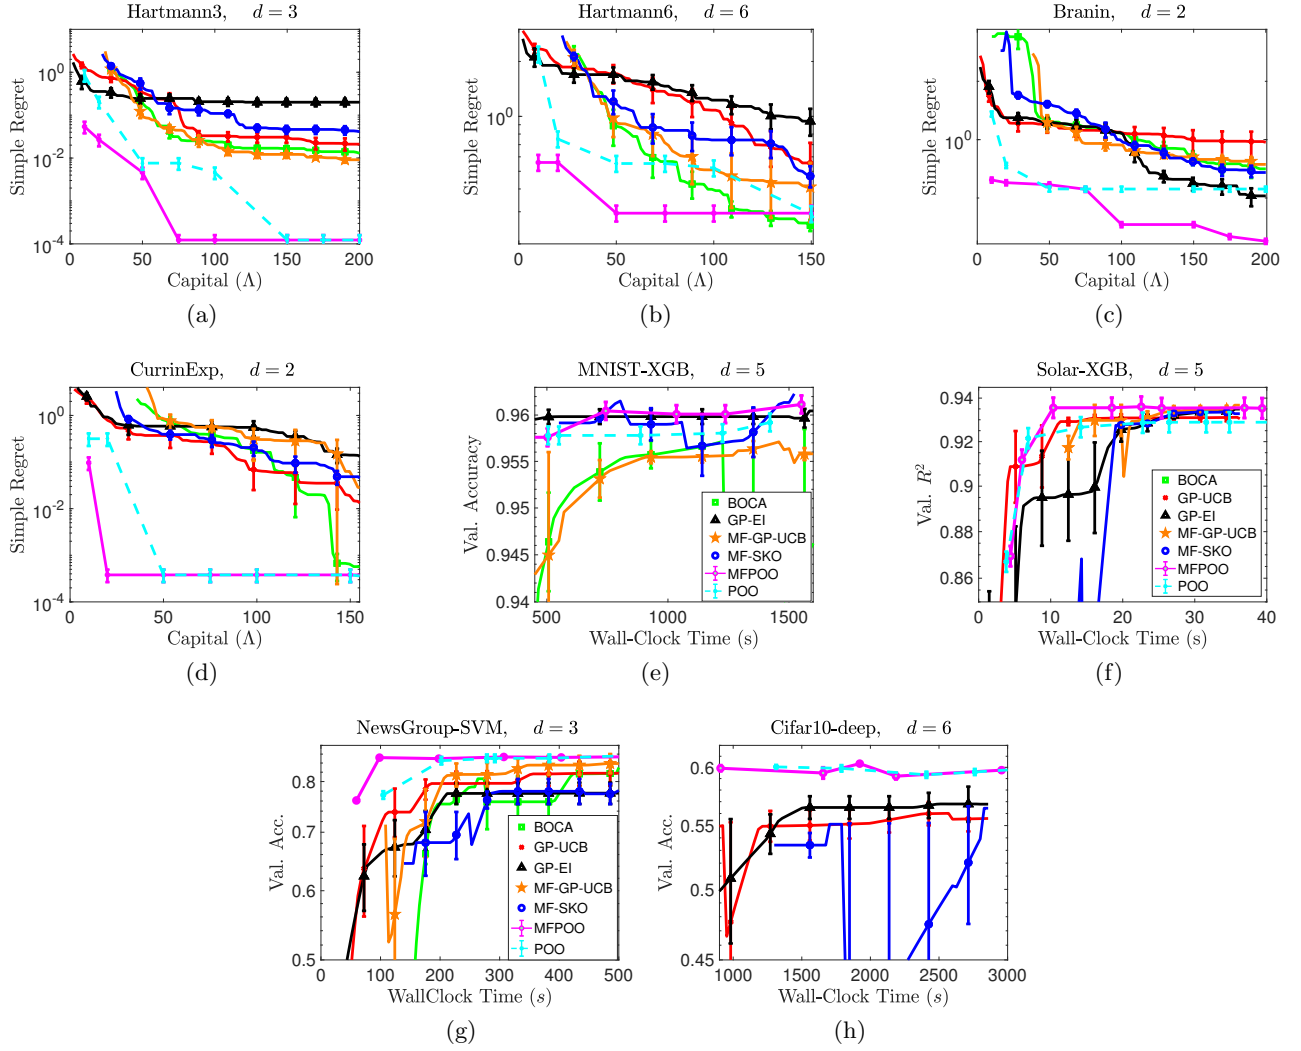 Hartmann3, d = 3
Simple Regret
10^0
10^-2
10^-4
0 50 100 150 200
Capital (Λ)
(a)
Hartmann6, d = 6
Simple Regret
10^0
0 50 100 150
Capital (Λ)
(b)
Branin, d = 2
Simple Regret
10^0
0 50 100 150 200
Capital (Λ)
(c)
CurrinExp, d = 2
Simple Regret
10^0
10^-2
10^-4
0 50 100 150
Capital (Λ)
(d)
MNIST-XGB, d = 5
Val. Accuracy
0.96
0.955
0.95
0.945
0.94
500 1000 1500
Wall-Clock Time (s)
BOCA
GP-UCB
GP-EI
MF-GP-UCB
MF-SKO
MFPOO
POO
(e)
Solar-XGB, d = 5
Val. R^2
0.94
0.92
0.9
0.88
0.86
0 10 20 30 40
Wall-Clock Time (s)
BOCA
GP-UCB
GP-EI
MF-GP-UCB
MF-SKO
MFPOO
POO
(f)
NewsGroup-SVM, d = 3
Val. Acc.
0.8
0.7
0.6
0.5
0 100 200 300 400 500
WallClock Time (s)
BOCA
GP-UCB
GP-EI
MF-GP-UCB
MF-SKO
MFPOO
POO
(g)
Cifar10-deep, d = 6
Val. Acc.
0.6
0.55
0.5
0.45
1000 1500 2000 2500 3000
Wall-Clock Time (s)
(h)